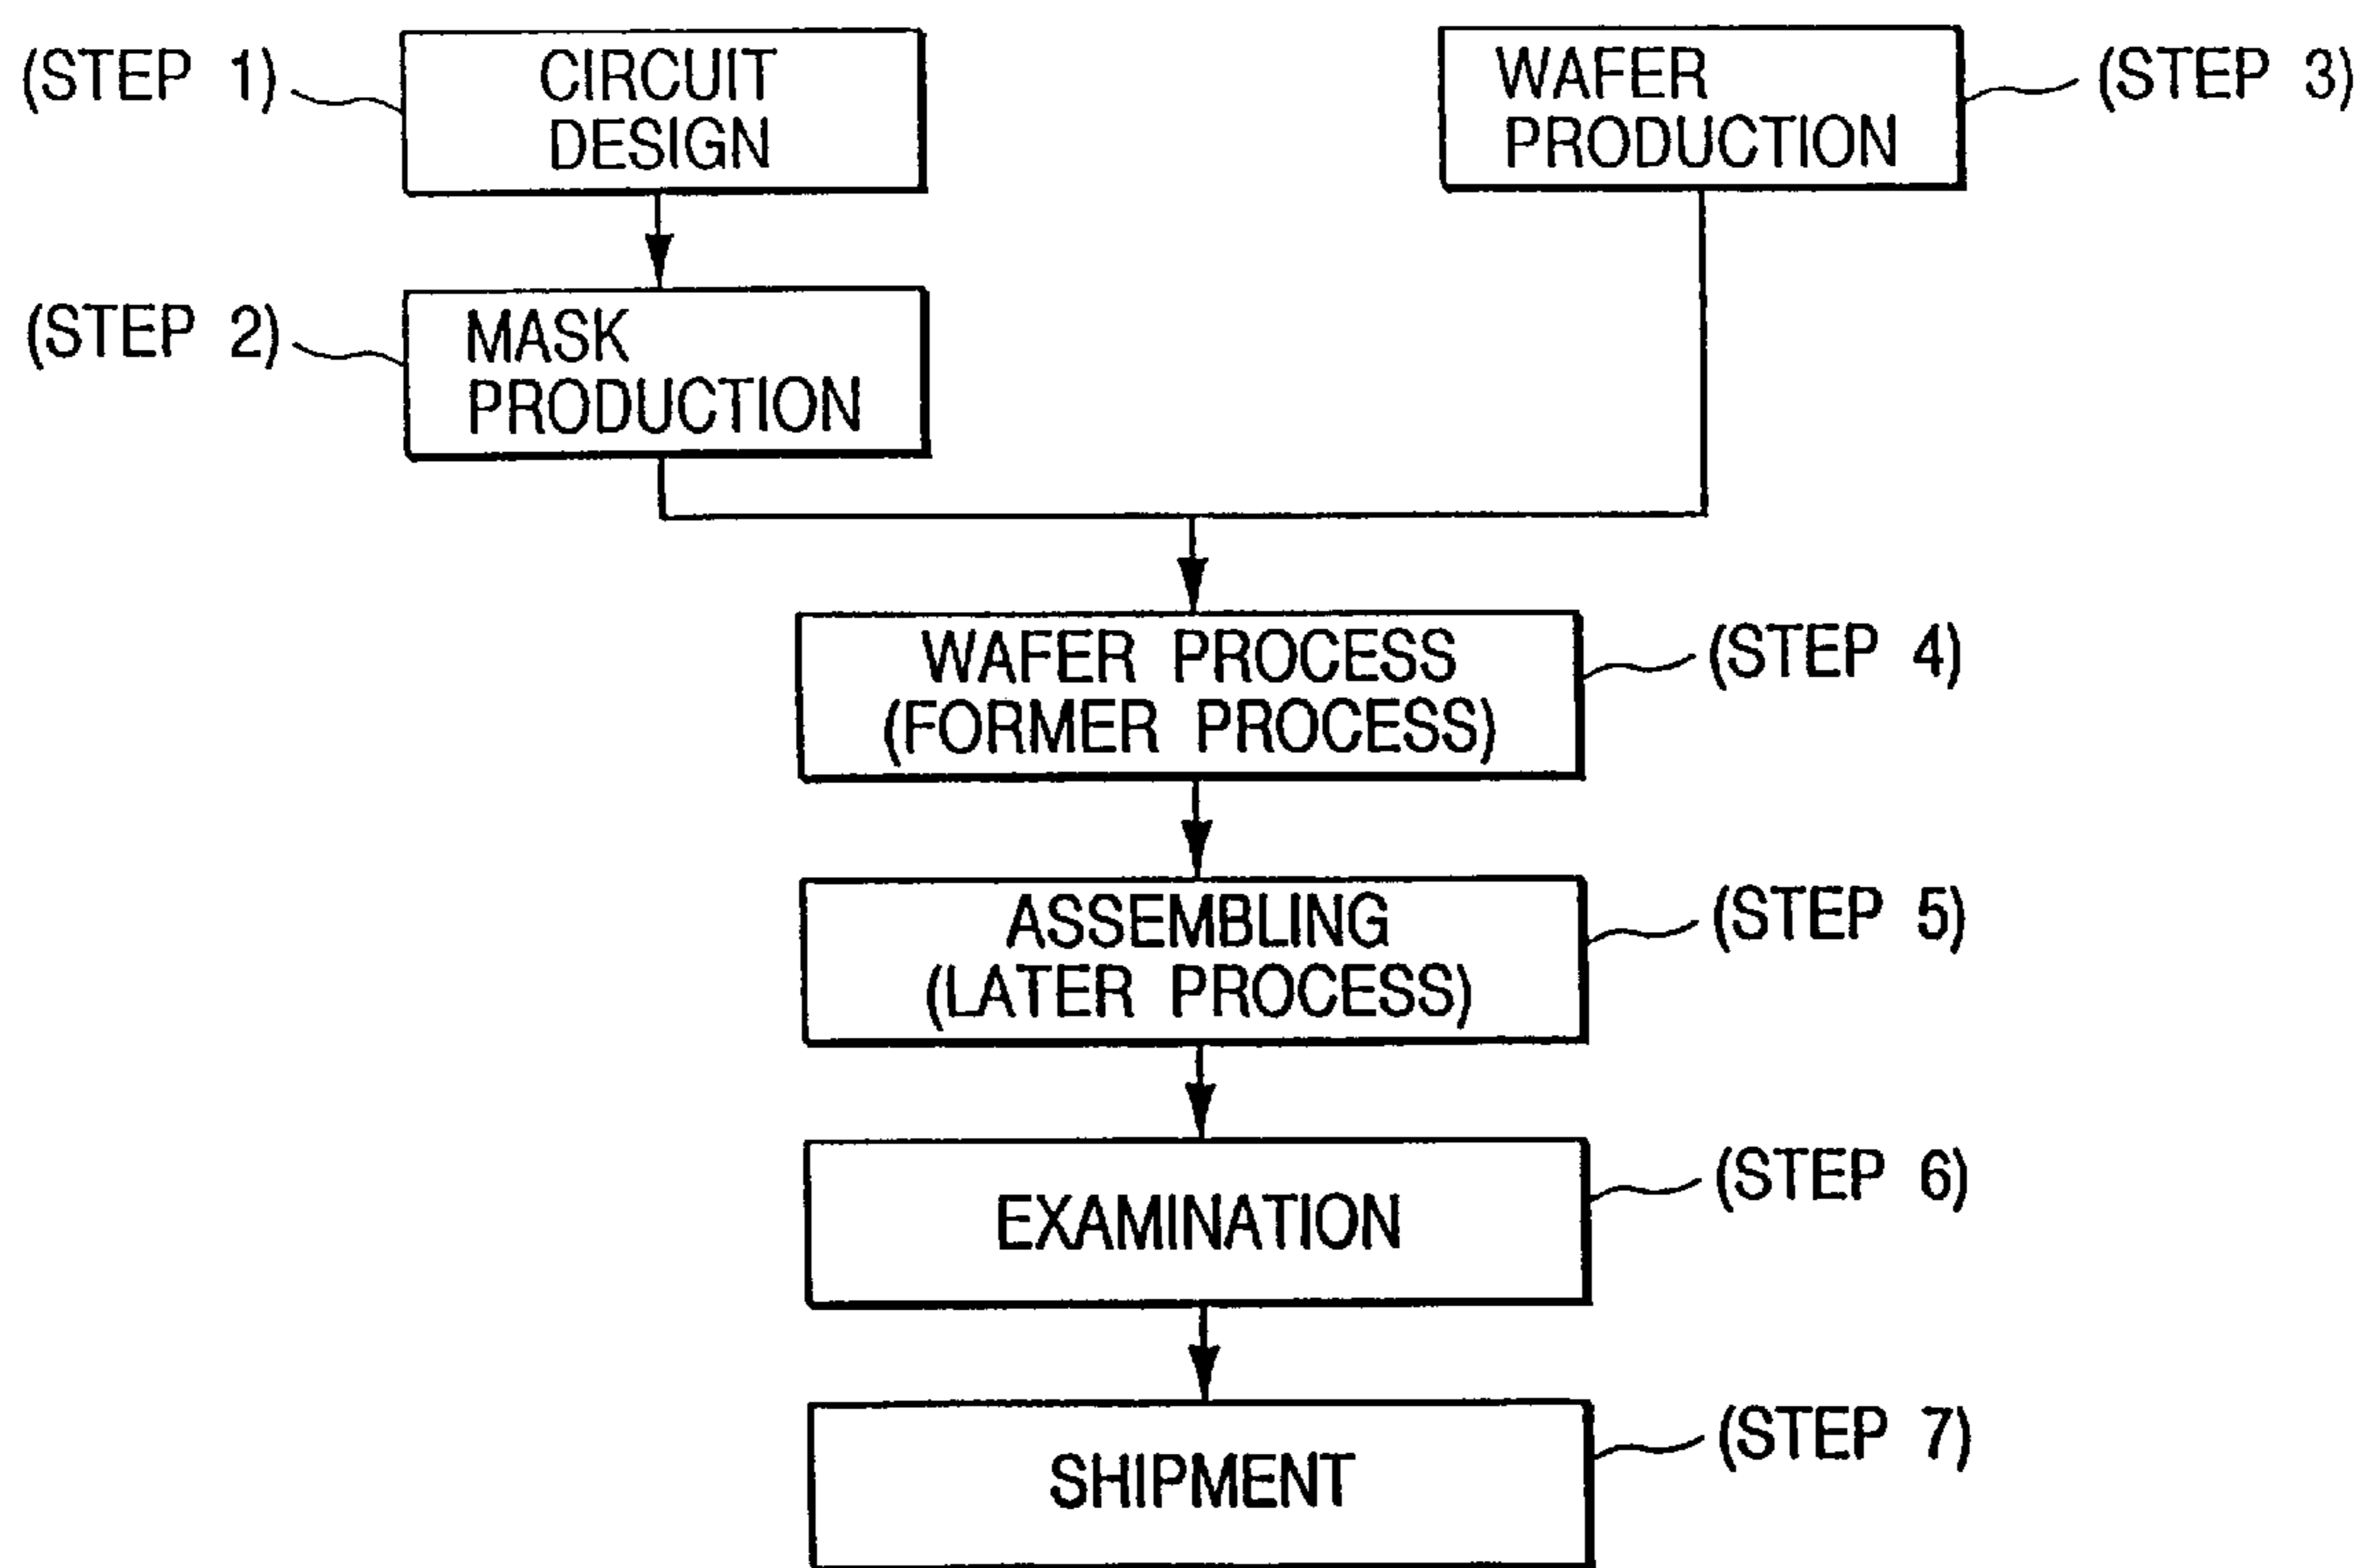 (STEP 1)
CIRCUIT
DESIGN
WAFER
PRODUCTION
(STEP 3)
(STEP 2)
MASK
PRODUCTION
WAFER PROCESS
(FORMER PROCESS)
(STEP 4)
ASSEMBLING
(LATER PROCESS)
(STEP 5)
EXAMINATION
(STEP 6)
SHIPMENT
(STEP 7)